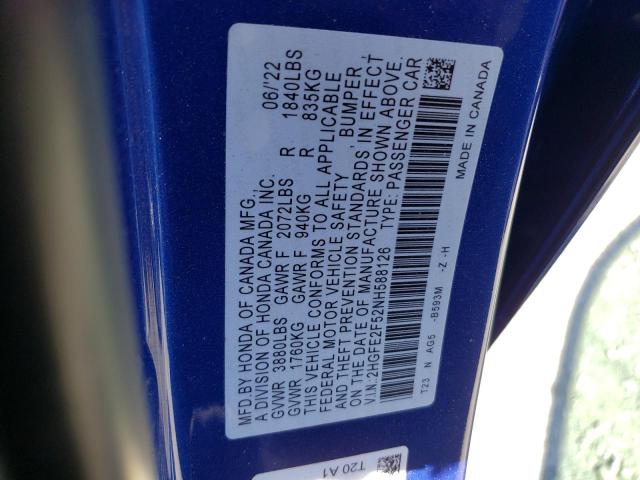 MFD.BY HONDA OF CANADA MFG., 06/'22
A DIVISION OF HONDA CANADA INC.
GVWR 3880LBS GAWR F 2072LBS R 1840LBS
GVWR 1760KG GAWR F 940KG R 835KG
THIS VEHICLE CONFORMS TO ALL APPLICABLE
FEDERAL MOTOR VEHICLE SAFETY, BUMPER,
AND THEFT PREVENTION STANDARDS IN EFFECT
ON THE DATE OF MANUFACTURE SHOWN ABOVE.
V.I.N.:2HGFE2F52NH588126 TYPE: PASSENGER CAR
T23 N AG5 -B593M -Z -H
MADE IN CANADA
T20 A1